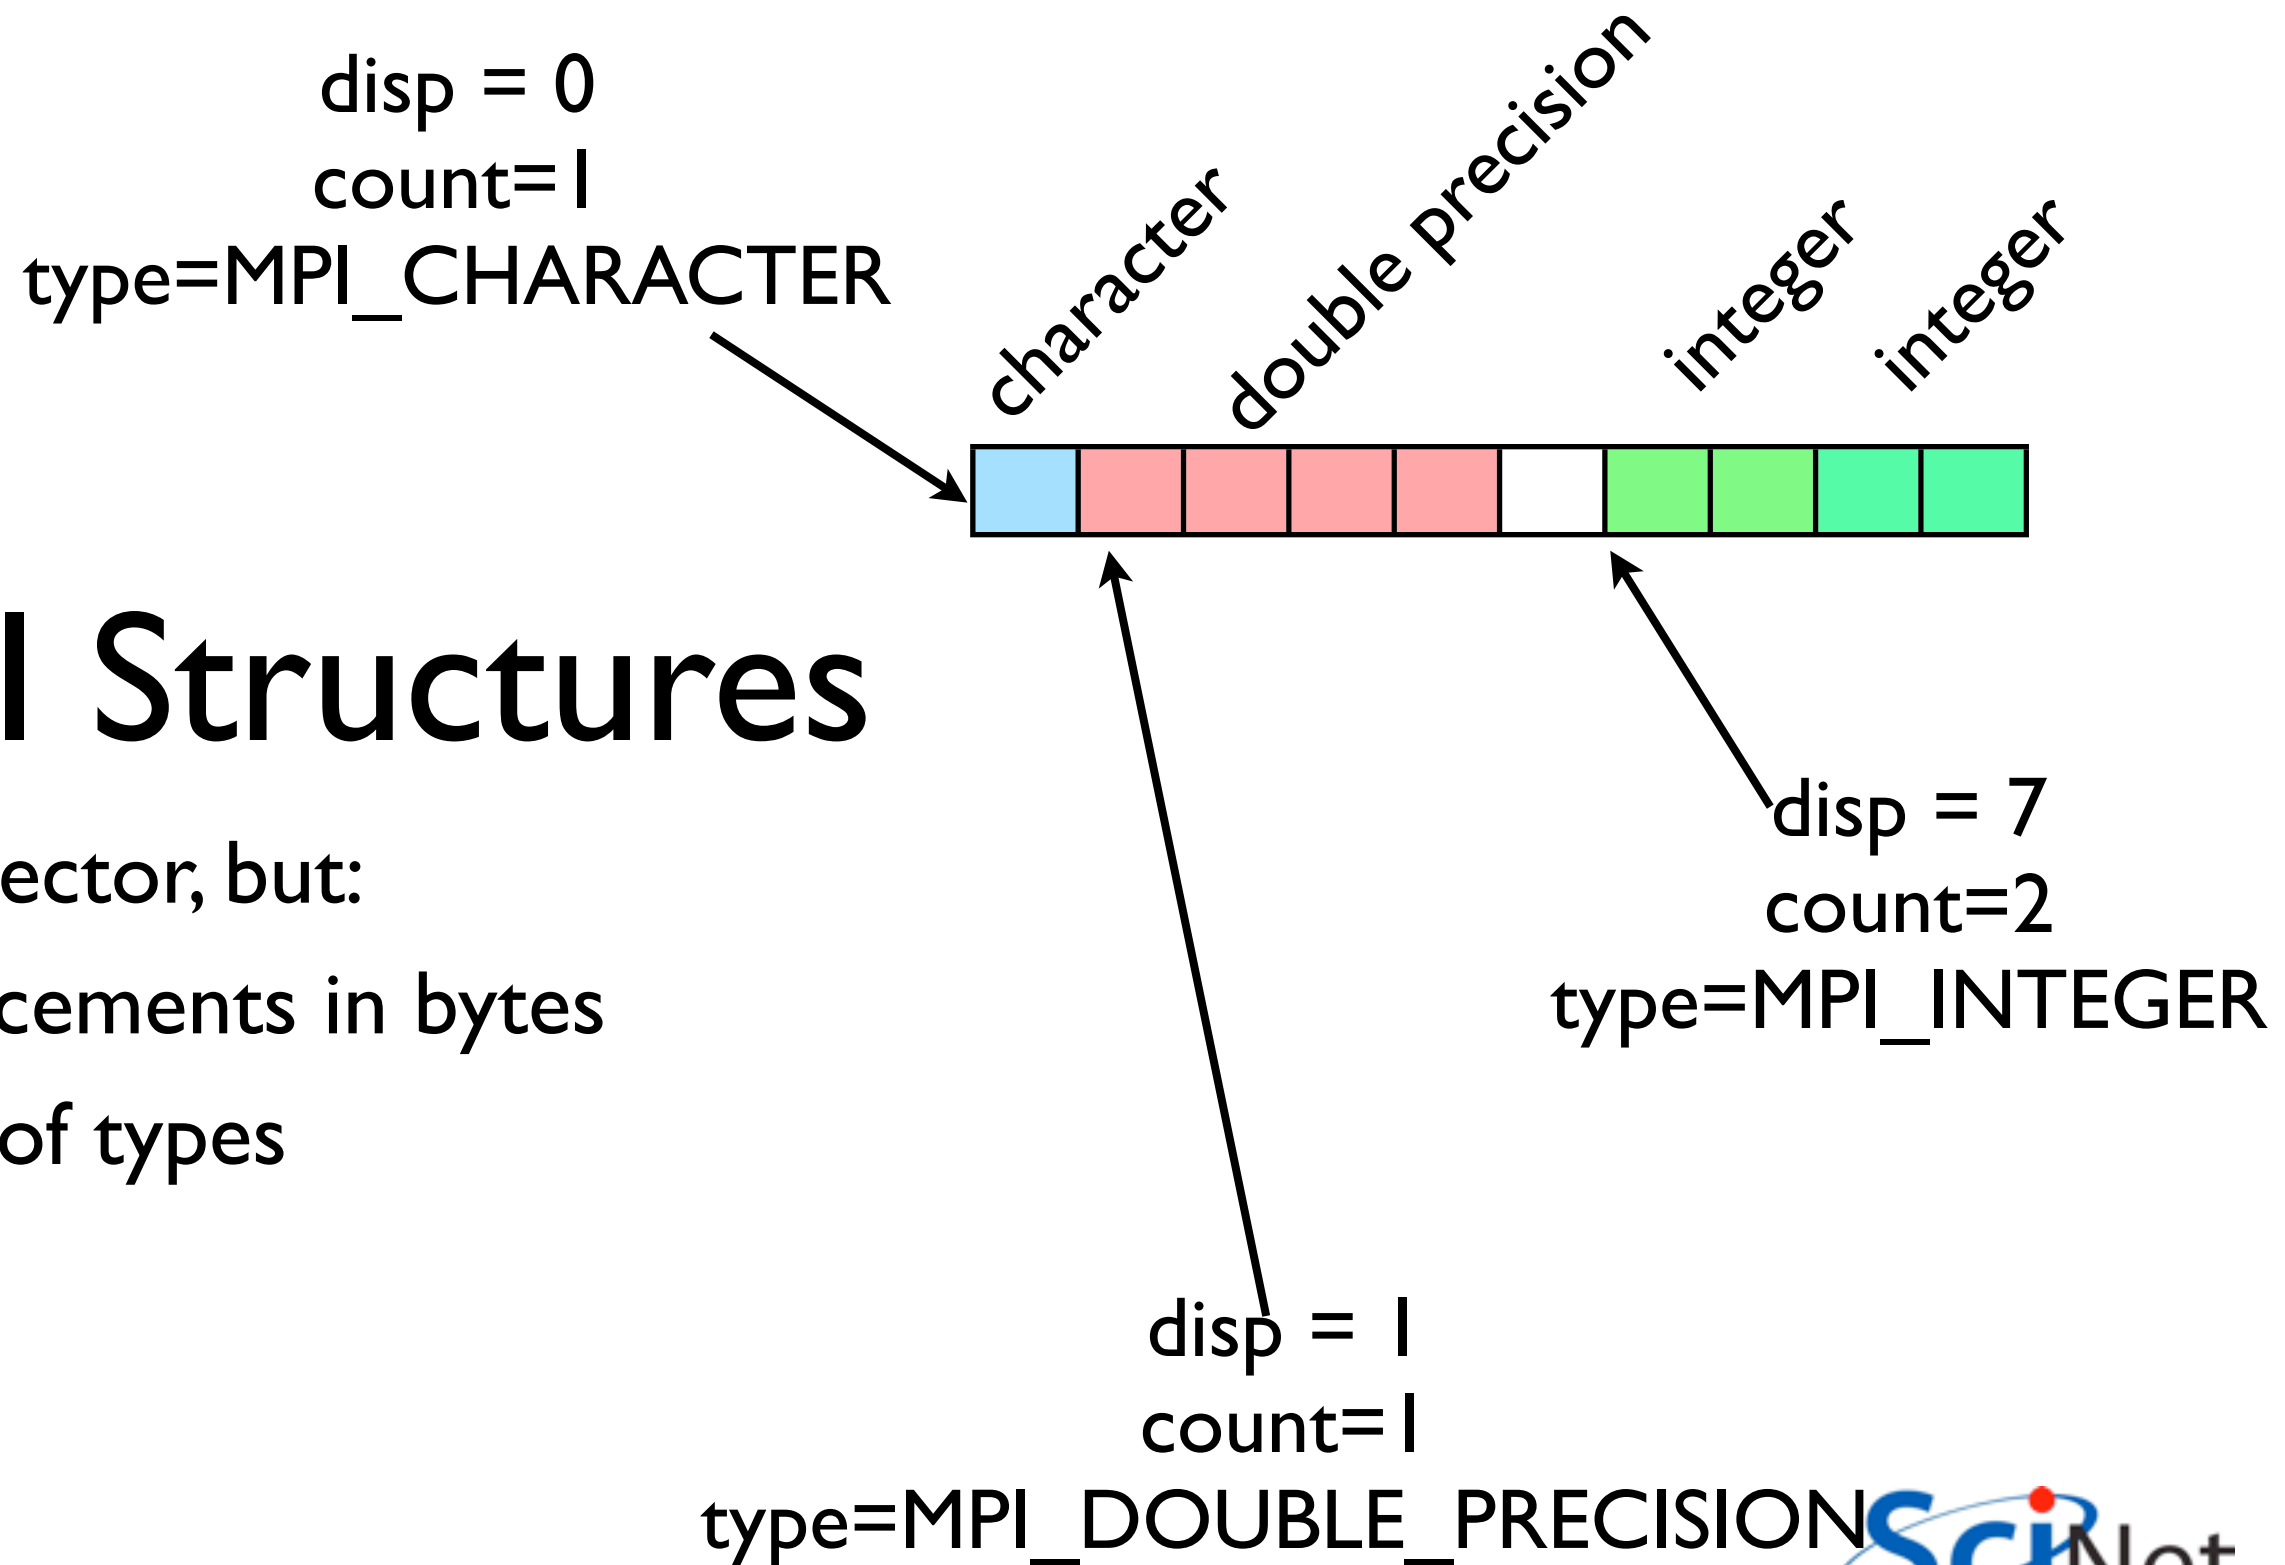 disp = 0
count=1
type=MPI_CHARACTER
character
double precision
integer
integer
I Structures
ector, but:
cements in bytes
of types
disp = 7
count=2
type=MPI_INTEGER
disp = 1
count=1
type=MPI_DOUBLE_PRECISION
SciNet